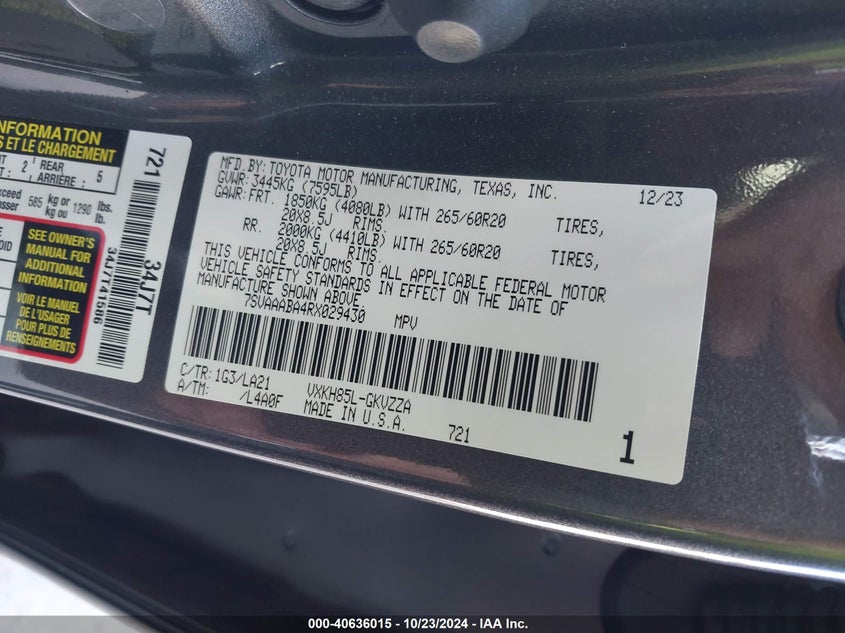 INFORMATION
S ET LE CHARGEMENT
2 REAR
ARRIÈRE : 5
exceed
585 kg or 1290 lbs.
kg ou lb.
SEE OWNER'S
MANUAL FOR
ADDITIONAL
INFORMATION
VOIR LE MANUEL
DE L'USAGER
POUR PLUS DE
RENSEIGNEMENTS
721
34J7T
34J7T41586
MFD.BY: TOYOTA MOTOR MANUFACTURING, TEXAS, INC. 12/23
GVWR: 3445KG (7595LB)
GAWR: FRT. 1850KG (4080LB) WITH 265/60R20 TIRES,
20X8.5J RIMS.
RR. 2000KG (4410LB) WITH 265/60R20 TIRES,
20X8.5J RIMS.
THIS VEHICLE CONFORMS TO ALL APPLICABLE FEDERAL MOTOR
VEHICLE SAFETY STANDARDS IN EFFECT ON THE DATE OF
MANUFACTURE SHOWN ABOVE.
7SVAAABA4RX029430 MPV
C/TR: 1G3/LA21 VXKH85L-GKVZZA
A/TM: /L4A0F MADE IN U.S.A. 721
1
000-40636015 - 10/23/2024 - IAA Inc.